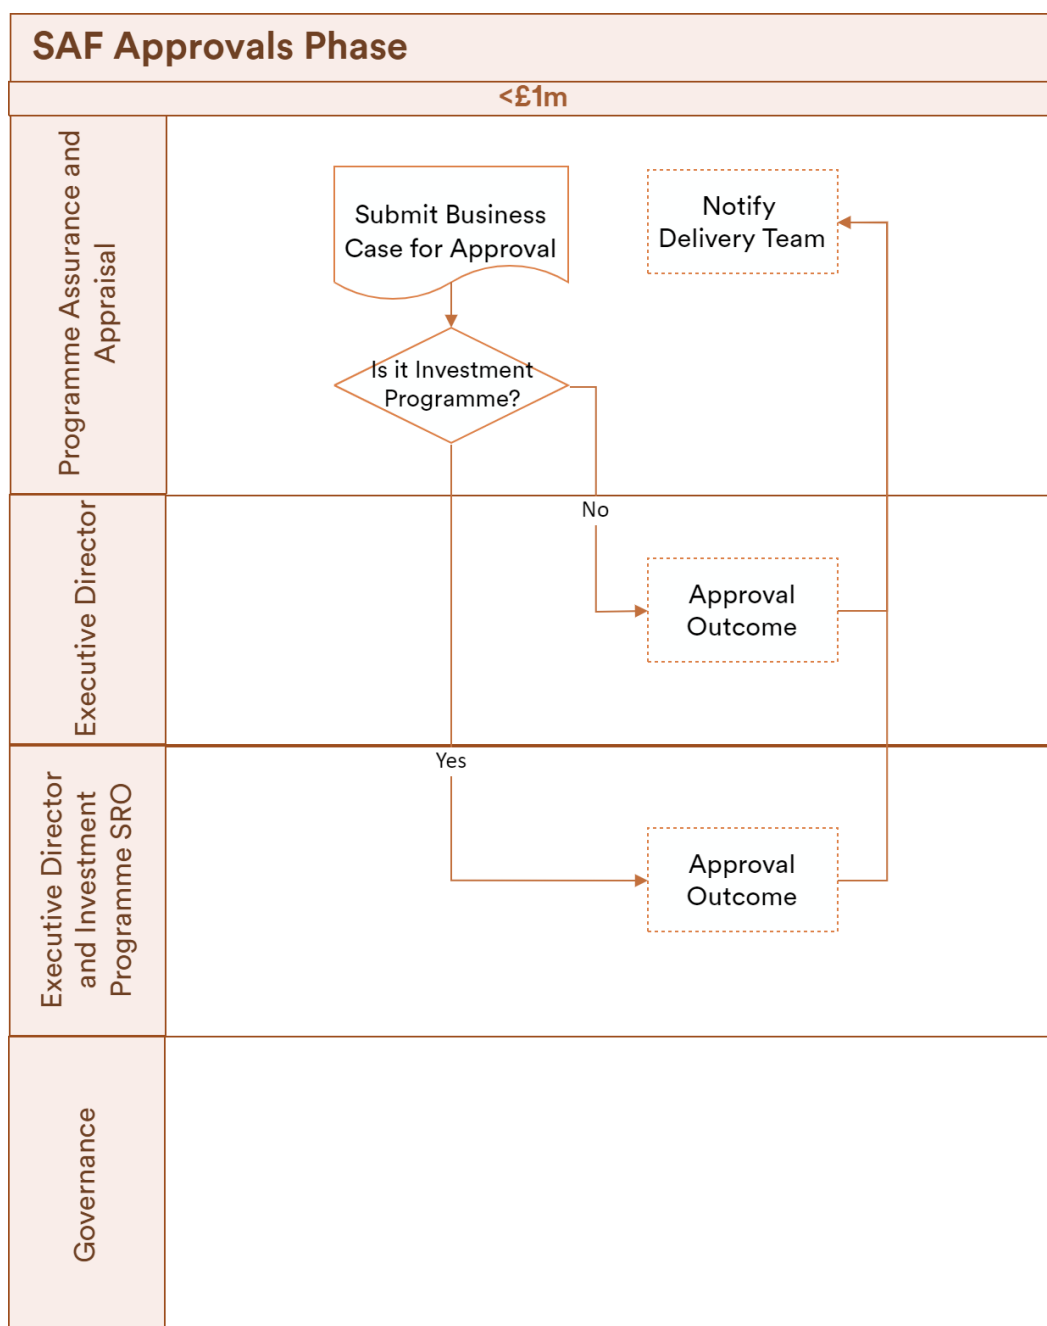 SAF Approvals Phase
<£1m
Programme Assurance and
Appraisal
Submit Business
Case for Approval
Notify
Delivery Team
Is it Investment
Programme?
Executive Director
No
Approval
Outcome
Executive Director
and Investment
Programme SRO
Yes
Approval
Outcome
Governance